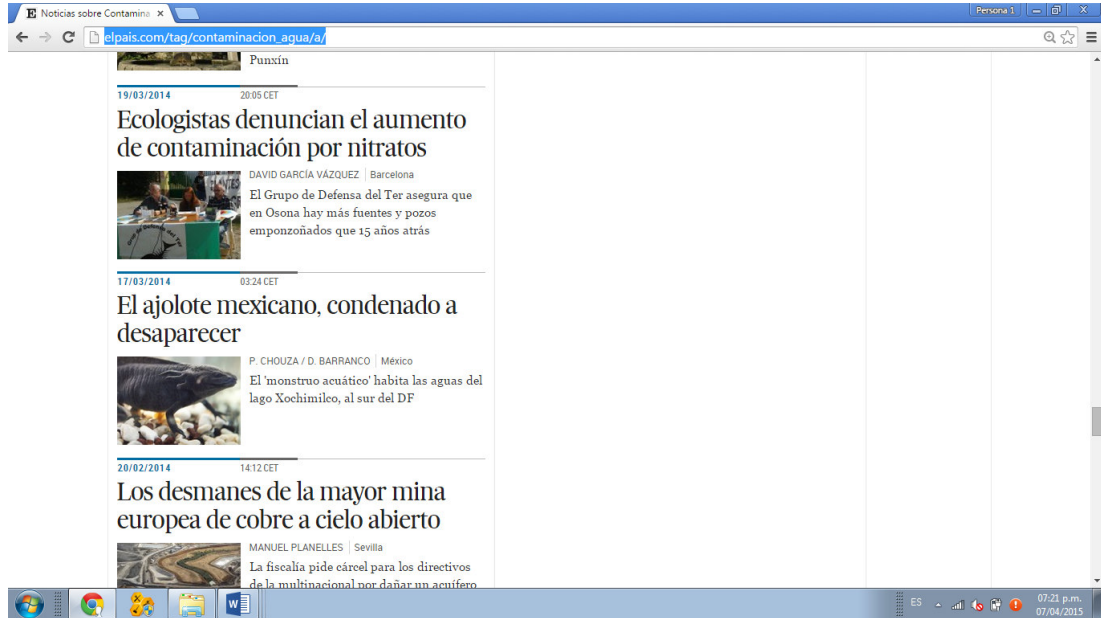 Noticias sobre Contamina
Persona 1
elpais.com/tag/contaminacion_agua/a/
Punxín
19/03/2014 20:05 CET
Ecologistas denuncian el aumento
de contaminación por nitratos
DAVID GARCÍA VÁZQUEZ | Barcelona
El Grupo de Defensa del Ter asegura que
en Osona hay más fuentes y pozos
emponzoñados que 15 años atrás
17/03/2014 03:24 CET
El ajolote mexicano, condenado a
desaparecer
P. CHOUZA / D. BARRANCO | México
El 'monstruo acuático' habita las aguas del
lago Xochimilco, al sur del DF
20/02/2014 14:12 CET
Los desmanes de la mayor mina
europea de cobre a cielo abierto
MANUEL PLANELLES | Sevilla
La fiscalía pide cárcel para los directivos
de la multinacional por dañar un acuífero
ES
07:21 p.m.
07/04/2015